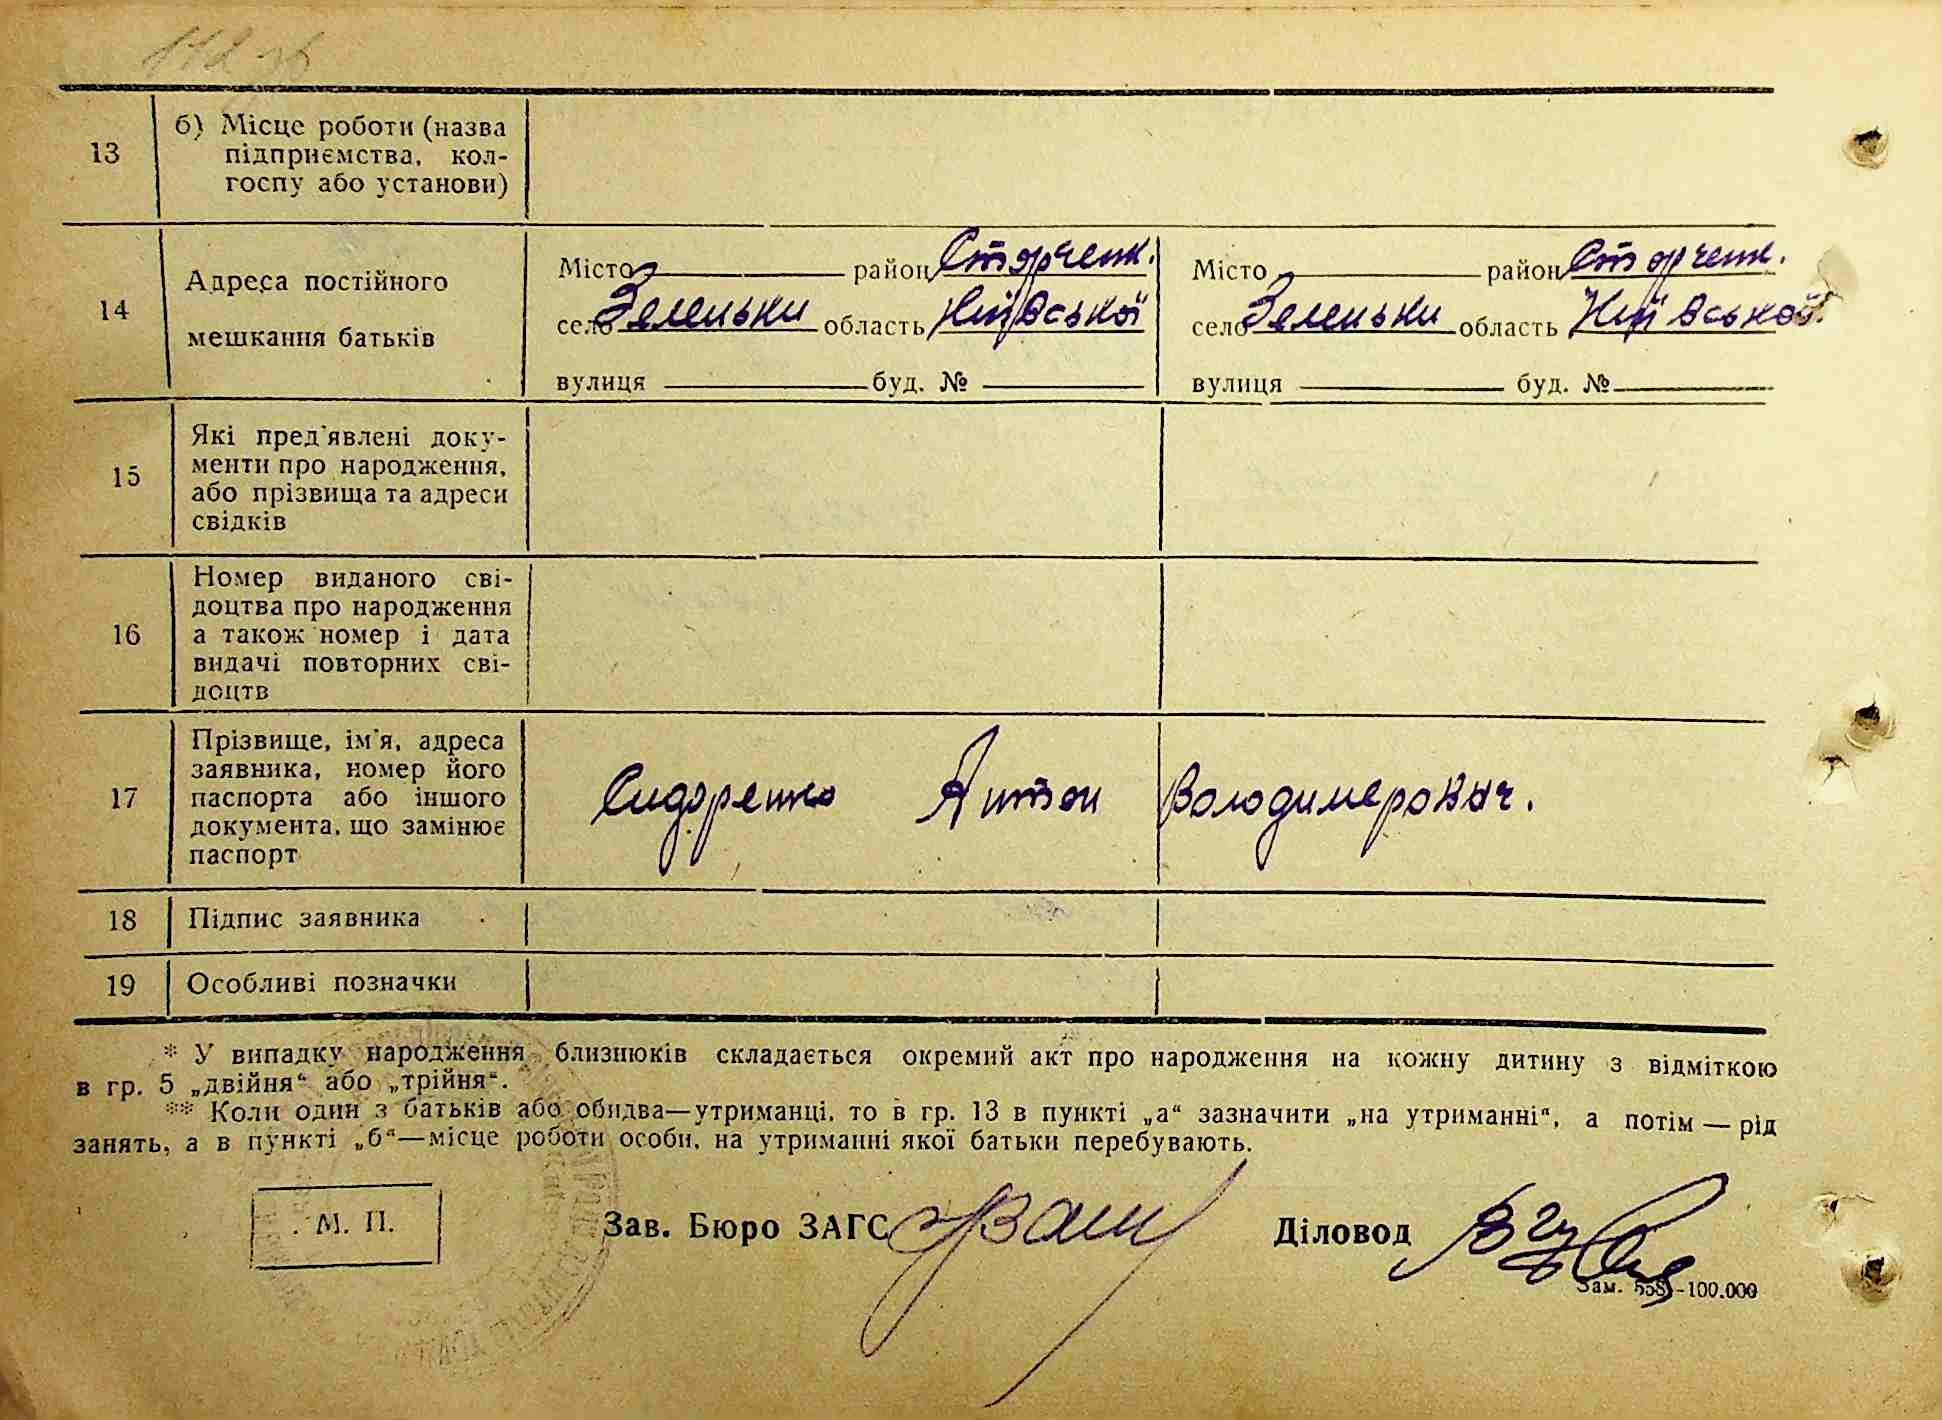 13
б) Місце роботи (назва
підприємства, кол-
госпу або установи)
14
Адреса постійного
мешкання батьків
Місто район
село Зеленьки область Київської
вулиця буд. №
Місто район
село Зеленьки область Київської
вулиця буд. №
15
Які пред'явлені доку-
менти про народження,
або прізвища та адреси
свідків
16
Номер виданого сві-
доцтва про народження
а також номер і дата
видачі повторних сві-
доцтв
17
Прізвище, ім'я, адреса
заявника, номер його
паспорта або іншого
документа, що замінює
паспорт
Сидоренко Антон Володимерович.
18
Підпис заявника
19
Особливі позначки
* У випадку народження близнюків складається окремий акт про народження на кожну дитину з відміткою
в гр. 5 „двійня“ або „трійня“.
** Коли один з батьків або обидва—утриманці, то в гр. 13 в пункті „а“ зазначити „на утриманні“, а потім — рід
занять, а в пункті „б“—місце роботи особи, на утриманні якої батьки перебувають.
М. П.
Зав. Бюро ЗАГС
Діловод
Зам. -100.000